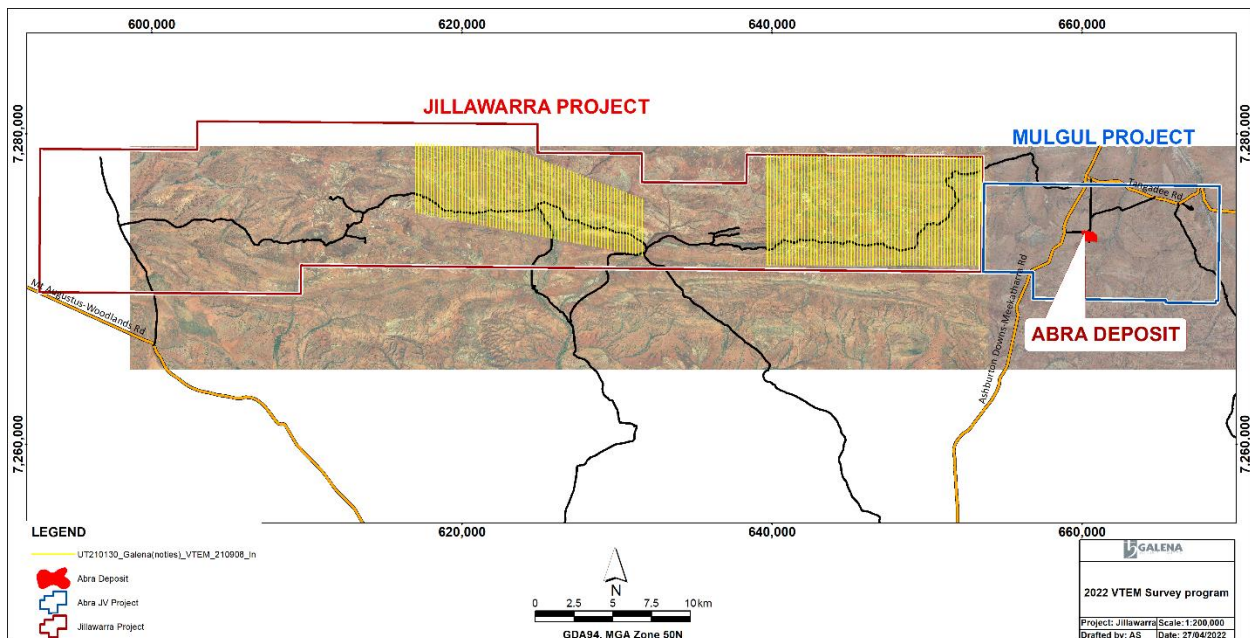 600,000
620,000
640,000
660,000
7,280,000
7,280,000
JILLAWARRA PROJECT
MULGUL PROJECT
Tangadee Rd
Mt Augustus-Woodlands Rd
Ashburton Downs-Meekatharra Rd
ABRA DEPOSIT
7,260,000
7,260,000
620,000
640,000
660,000
LEGEND
UT210130_Galena(noties)_VTEM_210908_ln
Abra Deposit
Abra JV Project
Jillawarra Project
N
0 2.5 5 7.5 10km
GDA94, MGA Zone 50N
GALENA
2022 VTEM Survey program
Project: Jillawarra Scale: 1:200,000
Drafted by: AS Date: 27/04/2022